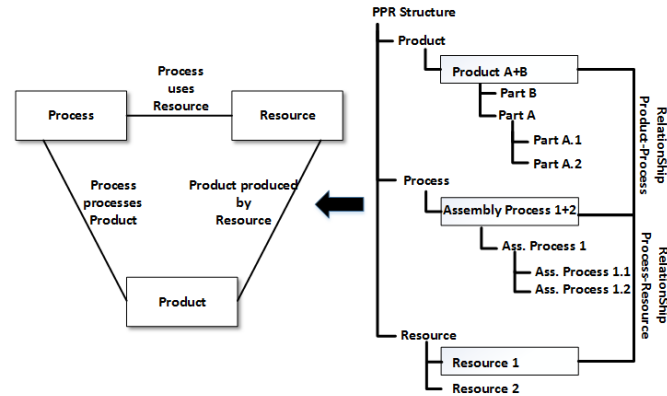 Process
uses
Resource
Process
Resource
Process
processes
Product
Product produced
by
Resource
Product
PPR Structure
Product
Product A+B
Part B
Part A
Part A.1
Part A.2
Process
Assembly Process 1+2
Ass. Process 1
Ass. Process 1.1
Ass. Process 1.2
Resource
Resource 1
Resource 2
RelationShip
Product-Process
RelationShip
Process-Resource